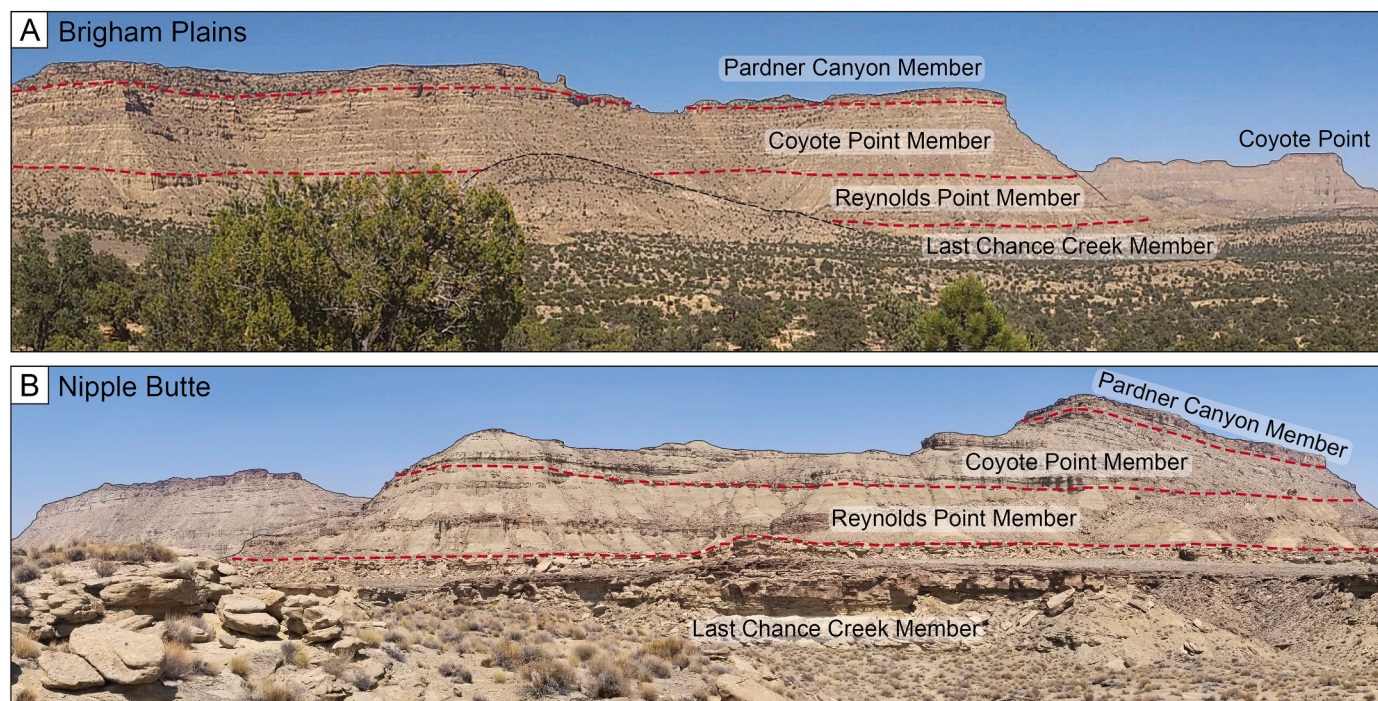 A Brigham Plains
Pardner Canyon Member
Coyote Point Member
Coyote Point
Reynolds Point Member
Last Chance Creek Member
B Nipple Butte
Pardner Canyon Member
Coyote Point Member
Reynolds Point Member
Last Chance Creek Member